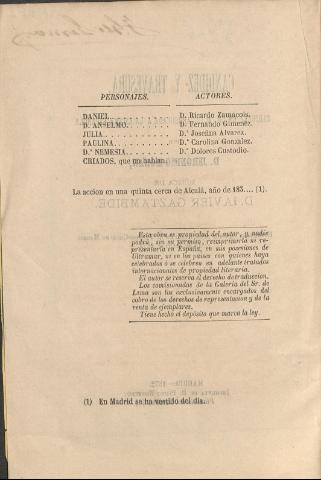 PERSONAJES. ACTORES.
DANIEL. . . . . . . . . . . D. Ricardo Zamacois.
D. ANSELMO. . . . . . . . . D. Fernando Gimenéz.
JULIA. . . . . . . . . . . . D.ª Josefina Alvarez.
PAULINA. . . . . . . . . . . D.ª Carolina Gonzalez.
D.ª NEMESIA. . . . . . . . . D.ª Dolores Custodio.
CRIADOS, que no hablan.
La accion en una quinta cerca de Alcalá, año de 185.... (1).
Esta obra es propiedad del autor, y nadie
podrá, sin su permiso, reimprimirla ni re-
presentarla en España, en sus posesiones de
Ultramar, ni en los paises con quienes haya
celebrados ó se celebren en adelante tratados
internacionales de propiedad literaria.
El autor se reserva el derecho de traduccion.
Los comisionados de la Galería del Sr. de
Lama son los exclusivamente encargados del
cobro de los derechos de representacion y de la
venta de ejemplares.
Tiene hecho el depósito que marca la ley.
(1) En Madrid se ha vestido del dia.